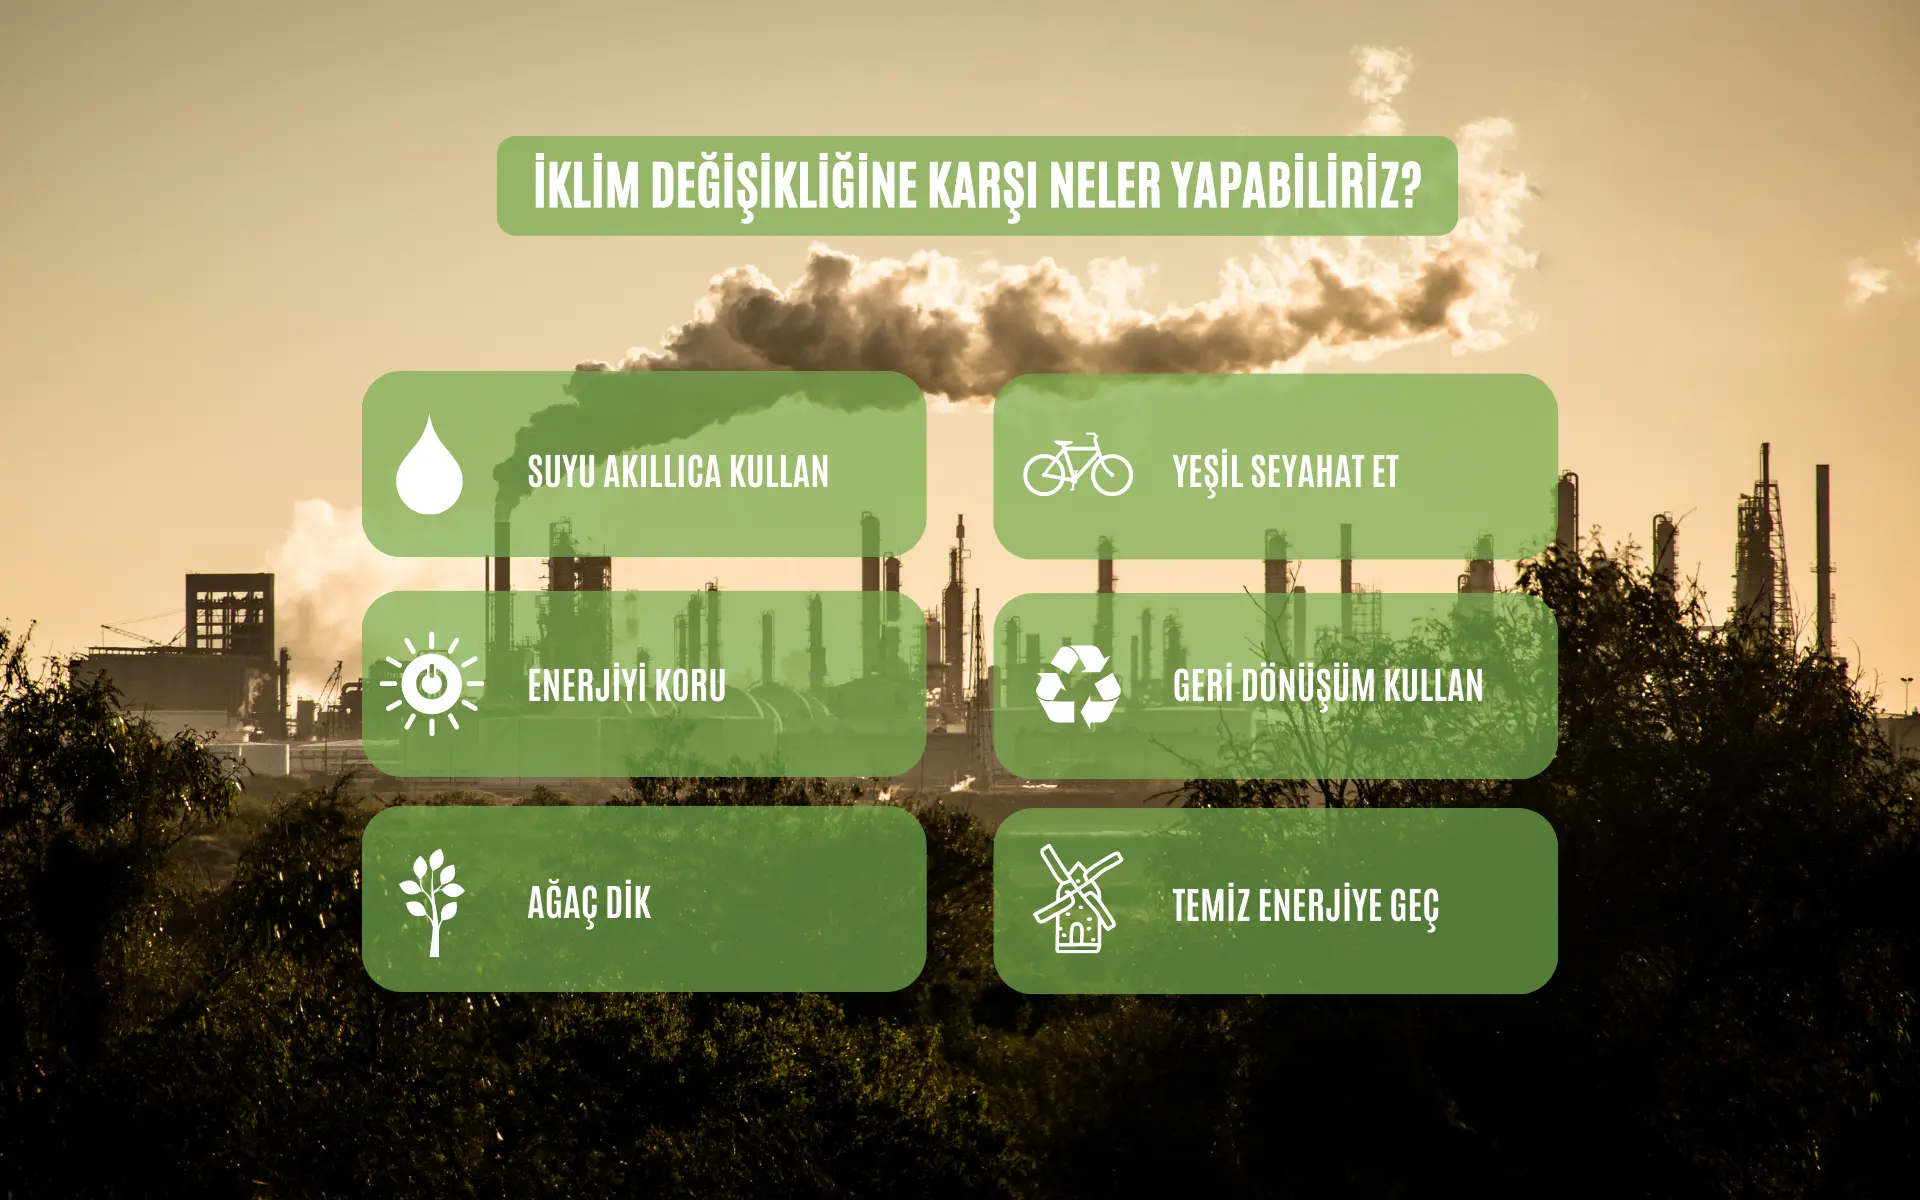 İKLİM DEĞİŞİKLİĞİNE KARŞI NELER YAPABİLİRİZ?
SUYU AKILLICA KULLAN
YEŞİL SEYAHAT ET
ENERJİYİ KORU
GERİ DÖNÜŞÜM KULLAN
AĞAÇ DİK
TEMİZ ENERJİYE GEÇ